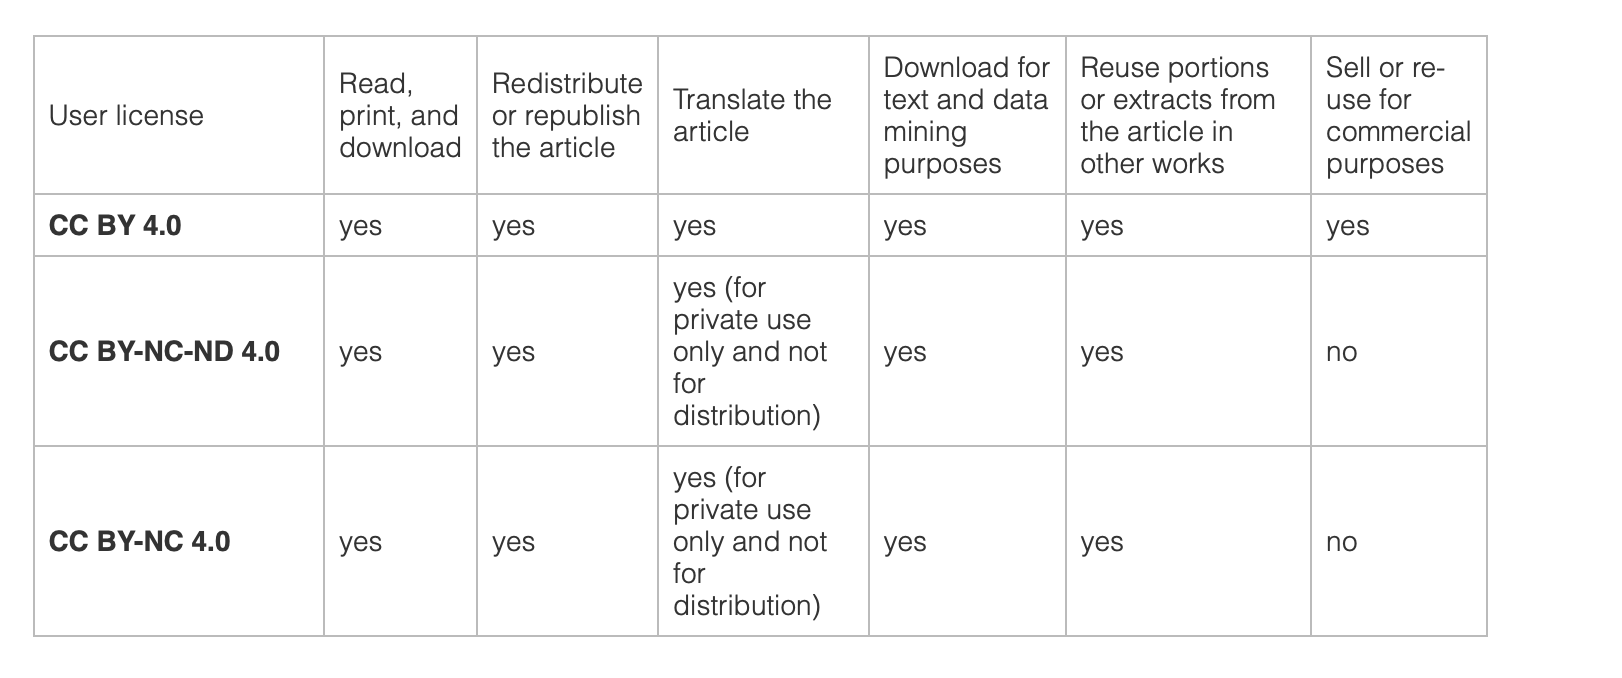 User license
Read,
print, and
download
Redistribute
or republish
the article
Translate the
article
Download for
text and data
mining
purposes
Reuse portions
or extracts from
the article in
other works
Sell or re-
use for
commercial
purposes
CC BY 4.0
yes
yes
yes
yes
yes
yes
CC BY-NC-ND 4.0
yes
yes
yes (for
private use
only and not
for
distribution)
yes
yes
no
CC BY-NC 4.0
yes
yes
yes (for
private use
only and not
for
distribution)
yes
yes
no